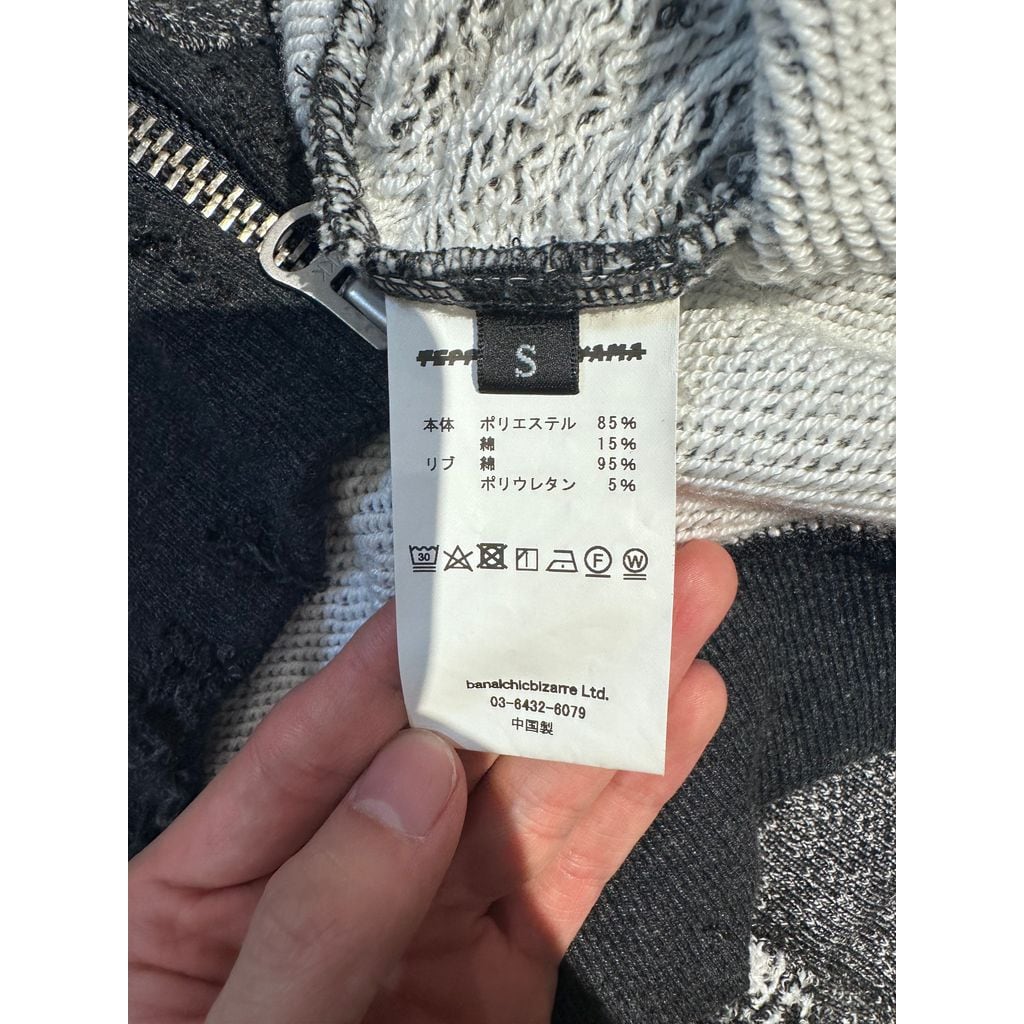 S
本体 ポリエステル 85%
綿 15%
リブ 綿 95%
ポリウレタン 5%
30 F W
banalchicbizarre Ltd.
03-6432-6079
中国製